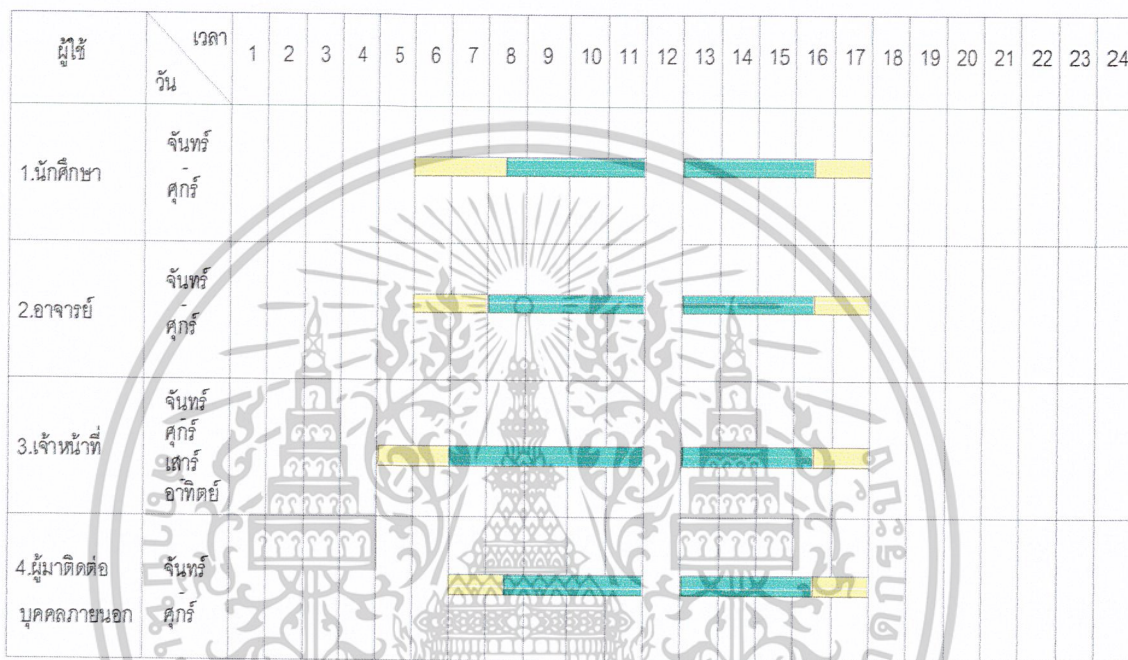 ผู้ใช้ เวลา วัน 1 2 3 4 5 6 7 8 9 10 11 12 13 14 15 16 17 18 19 20 21 22 23 24
1.นักศึกษา จันทร์
-
ศุกร์
2.อาจารย์ จันทร์
-
ศุกร์
3.เจ้าหน้าที่ จันทร์
ศุกร์
เสาร์
อาทิตย์
4.ผู้มาติดต่อ จันทร์
-
บุคคลภายนอก ศุกร์